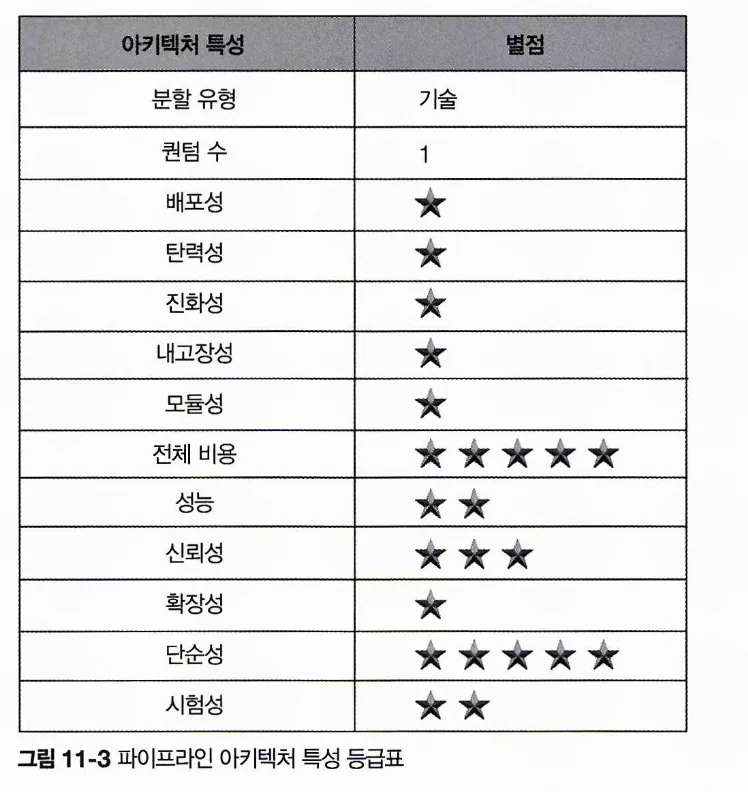 아키텍처 특성 별점
분할 유형 기술
퀀텀 수 1
배포성 ★
탄력성 ★
진화성 ★
내고장성 ★
모듈성 ★
전체 비용 ★★★★★
성능 ★★
신뢰성 ★★★
확장성 ★
단순성 ★★★★★
시험성 ★★
그림 11-3 파이프라인 아키텍처 특성 등급표